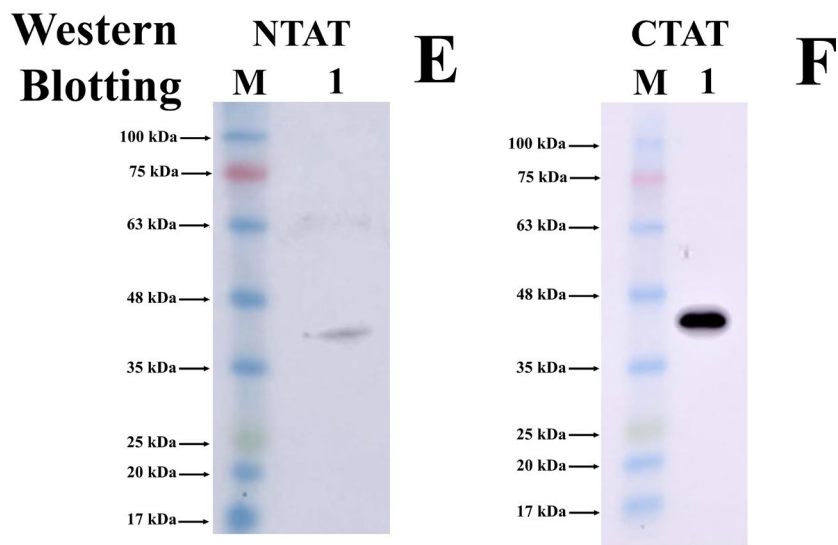 Western
Blotting
NTAT
E
M 1
100 kDa
75 kDa
63 kDa
48 kDa
35 kDa
25 kDa
20 kDa
17 kDa
CTAT
F
M 1
100 kDa
75 kDa
63 kDa
48 kDa
35 kDa
25 kDa
20 kDa
17 kDa